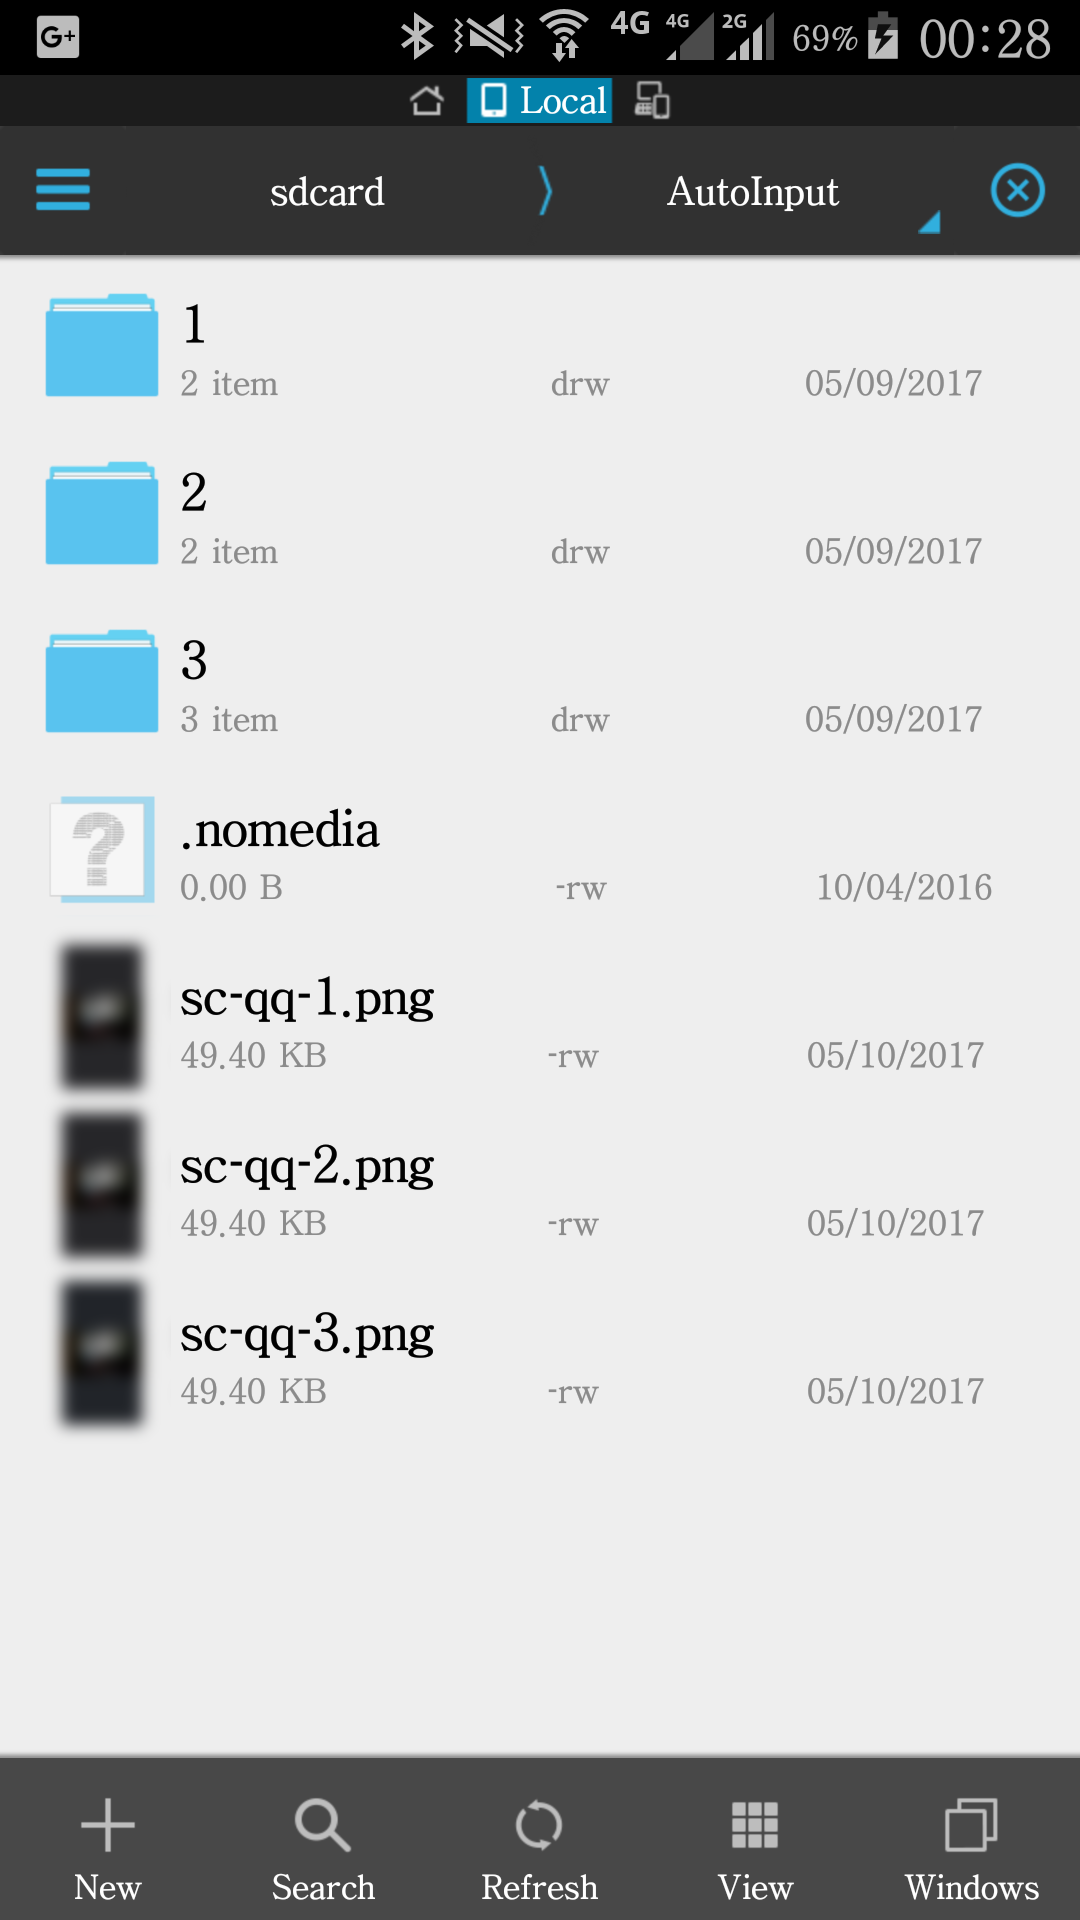 G+ 4G 4G 2G 69% 00:28
Local
sdcard AutoInput
1
2 item drw 05/09/2017
2
2 item drw 05/09/2017
3
3 item drw 05/09/2017
?
.nomedia
0.00 B -rw 10/04/2016
sc-qq-1.png
49.40 KB -rw 05/10/2017
sc-qq-2.png
49.40 KB -rw 05/10/2017
sc-qq-3.png
49.40 KB -rw 05/10/2017
New Search Refresh View Windows